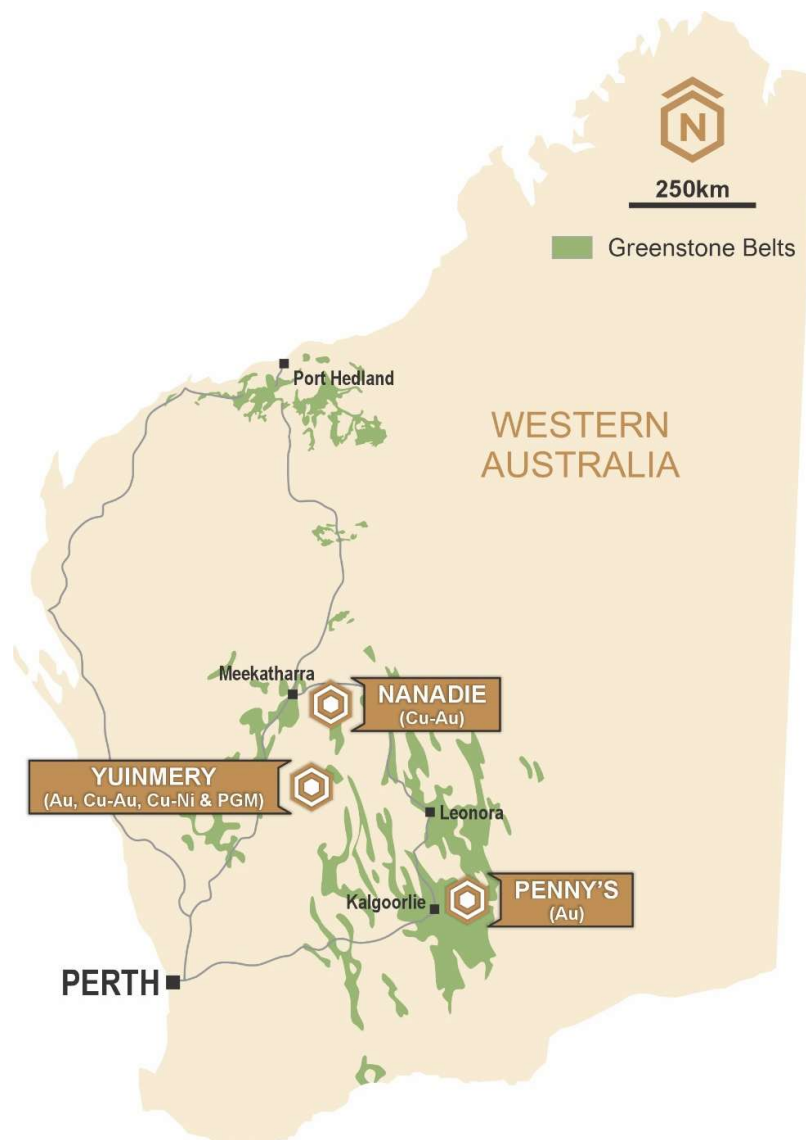 N
250km
Greenstone Belts
Port Hedland
WESTERN
AUSTRALIA
Meekatharra
NANADIE
(Cu-Au)
YUINMERY
(Au, Cu-Au, Cu-Ni & PGM)
Leonora
Kalgoorlie
PENNY'S
(Au)
PERTH